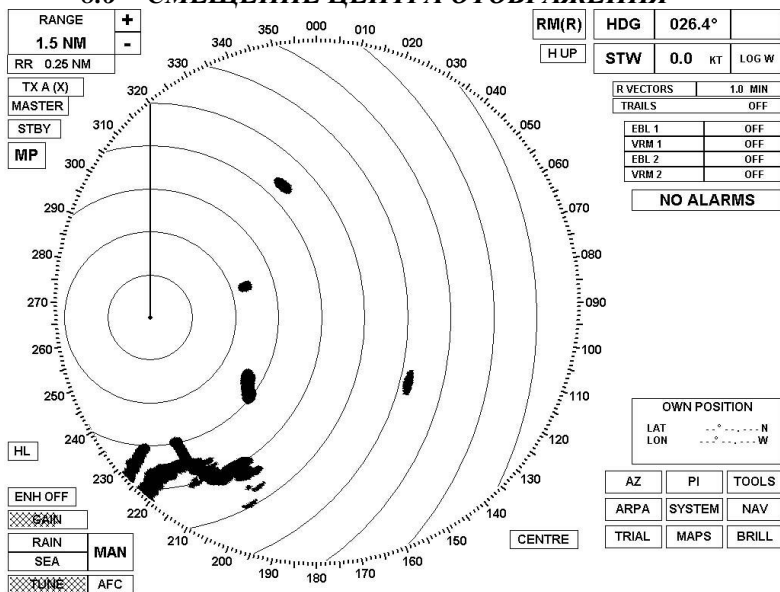 8.6 СМЕЩЕНИЕ ЦЕНТРА ОТОБРАЖЕНИЯ
RANGE +
1.5 NM -
RR 0.25 NM
TX A (X)
MASTER
STBY
MP
RM(R) HDG 026.4°
H UP STW 0.0 KT LOG W
R VECTORS 1.0 MIN
TRAILS OFF
EBL 1 OFF
VRM 1 OFF
EBL 2 OFF
VRM 2 OFF
NO ALARMS
000
010
020
030
040
050
060
070
080
090
100
110
120
130
140
150
160
170
180
190
200
210
220
230
240
250
260
270
280
290
300
310
320
330
340
350
OWN POSITION
LAT --°--.--- N
LON ---°--.--- W
HL
ENH OFF
GAIN
RAIN
SEA
MAN
TUNE AFC
CENTRE
AZ PI TOOLS
ARPA SYSTEM NAV
TRIAL MAPS BRILL